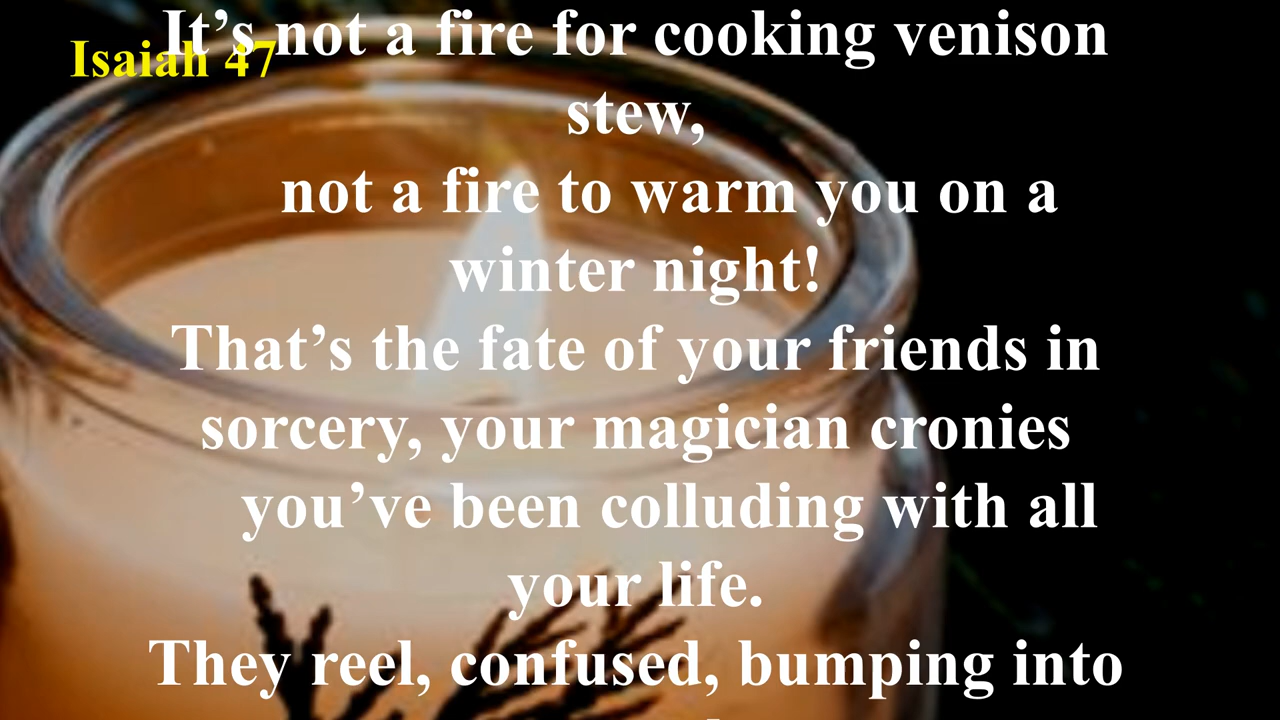 Isaiah 47
It’s not a fire for cooking venison
stew,
not a fire to warm you on a
winter night!
That’s the fate of your friends in
sorcery, your magician cronies
you’ve been colluding with all
your life.
They reel, confused, bumping into